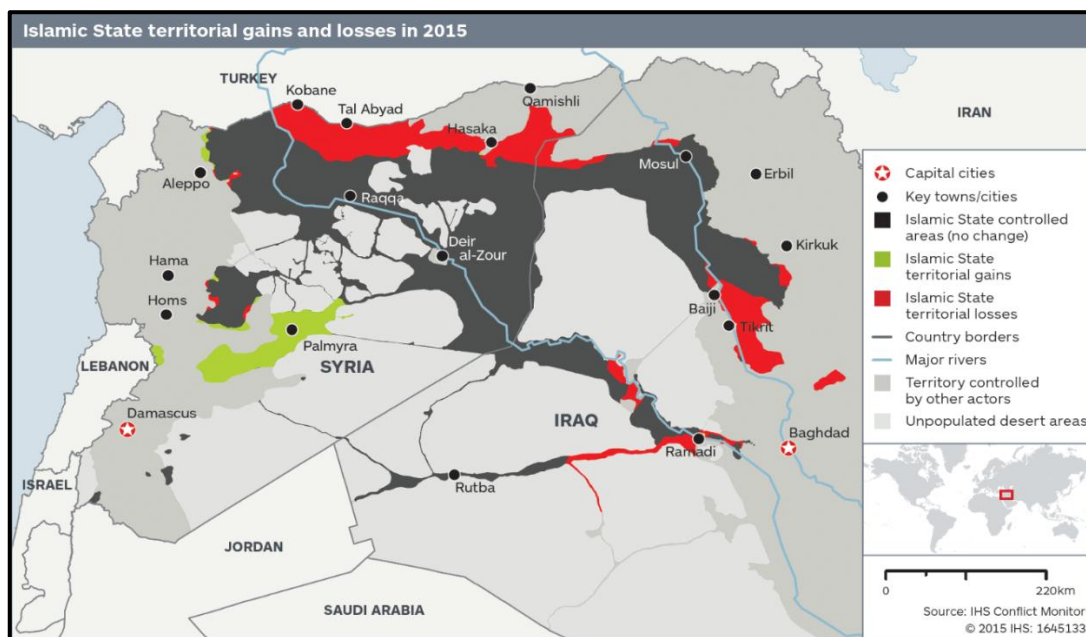 Islamic State territorial gains and losses in 2015
TURKEY
Kobane
Tal Abyad
Qamishli
Hasaka
IRAN
Mosul
Erbil
Aleppo
Raqqa
Deir
al-Zour
Kirkuk
Hama
Homs
Baiji
Tikrit
Palmyra
LEBANON
SYRIA
Damascus
IRAQ
Ramadi
Baghdad
ISRAEL
Rutba
JORDAN
SAUDI ARABIA
Capital cities
Key towns/cities
Islamic State
controlled
areas (no change)
Islamic State
territorial gains
Islamic State
territorial losses
Country borders
Major rivers
Territory controlled
by other actors
Unpopulated desert areas
0
220km
Source: IHS Conflict Monitor
© 2015 IHS: 1645133